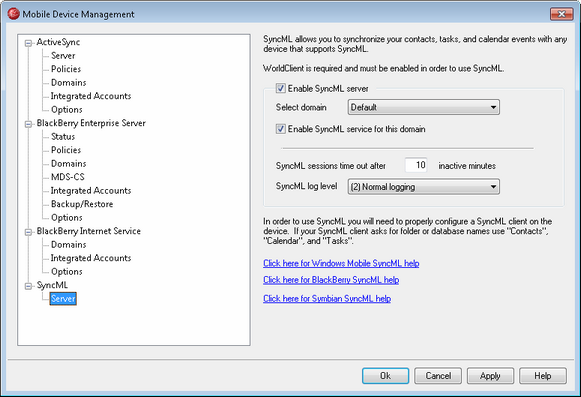 Mobile Device Management
ActiveSync
Server
Policies
Domains
Integrated Accounts
Options
BlackBerry Enterprise Server
Status
Policies
Domains
MDS-CS
Integrated Accounts
Backup/Restore
Options
BlackBerry Internet Service
Domains
Integrated Accounts
Options
SyncML
Server
SyncML allows you to synchronize your contacts, tasks, and calendar events with any
device that supports SyncML.
WorldClient is required and must be enabled in order to use SyncML.
Enable SyncML server
Select domain Default
Enable SyncML service for this domain
SyncML sessions time out after 10 inactive minutes
SyncML log level (2) Normal logging
In order to use SyncML you will need to properly configure a SyncML client on the
device. If your SyncML client asks for folder or database names use "Contacts",
"Calendar", and "Tasks".
Click here for Windows Mobile SyncML help
Click here for BlackBerry SyncML help
Click here for Symbian SyncML help
Ok Cancel Apply Help